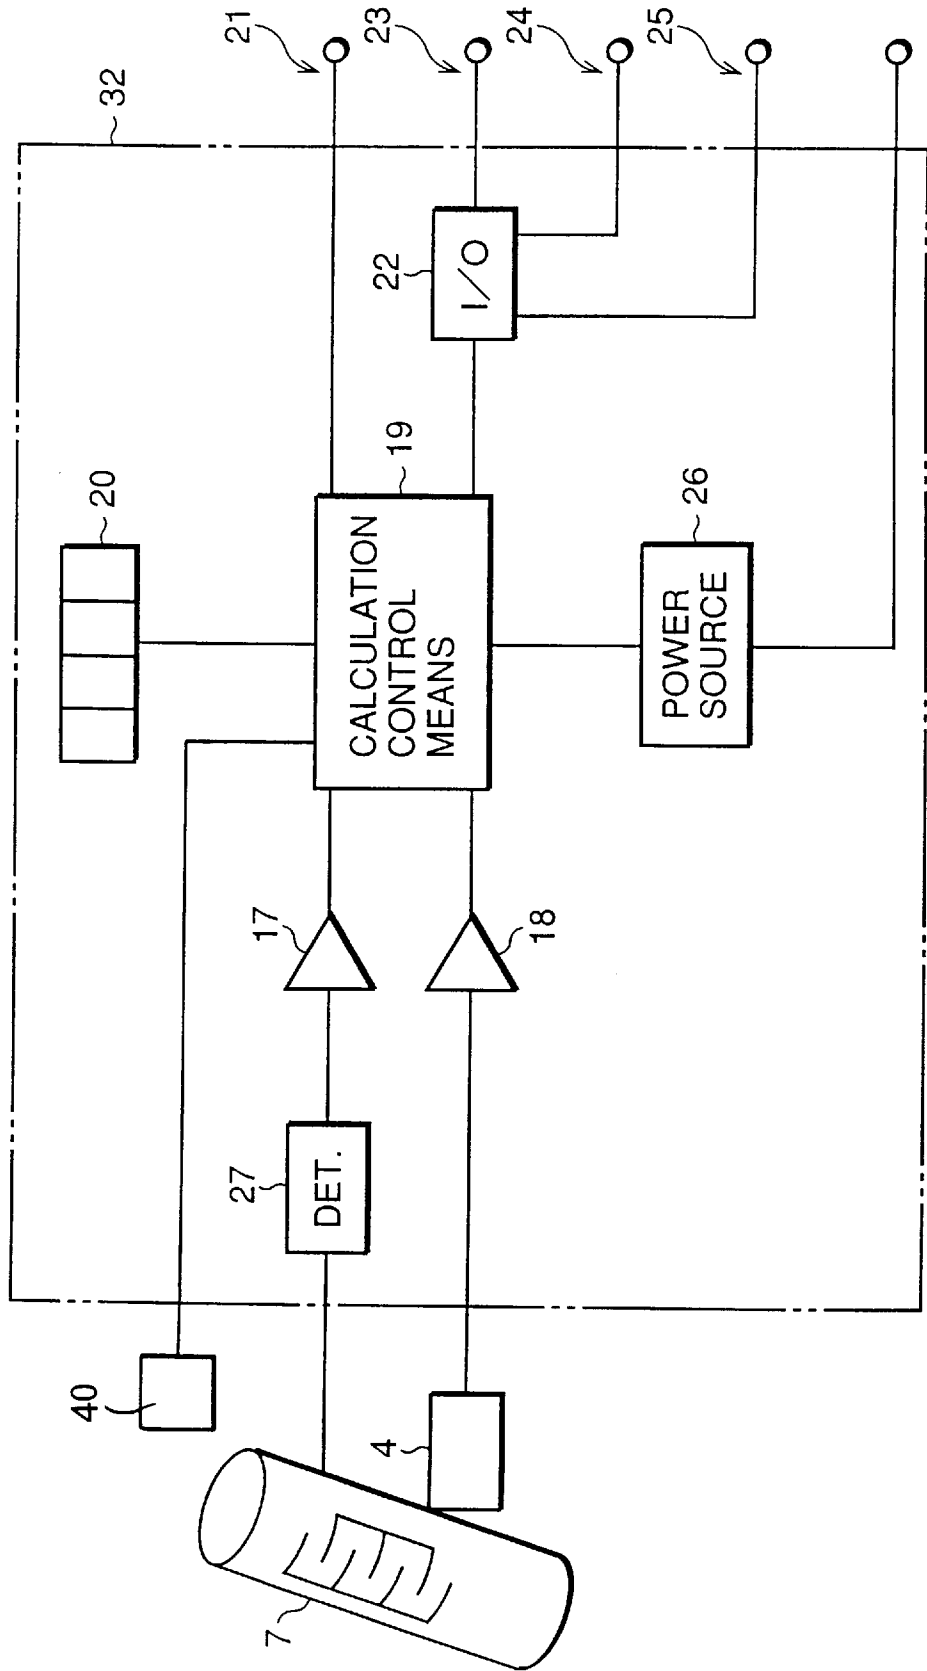 32
21
23
24
25
20
22
I/O
19
CALCULATION
CONTROL
MEANS
26
POWER
SOURCE
17
18
27
DET.
40
4
7